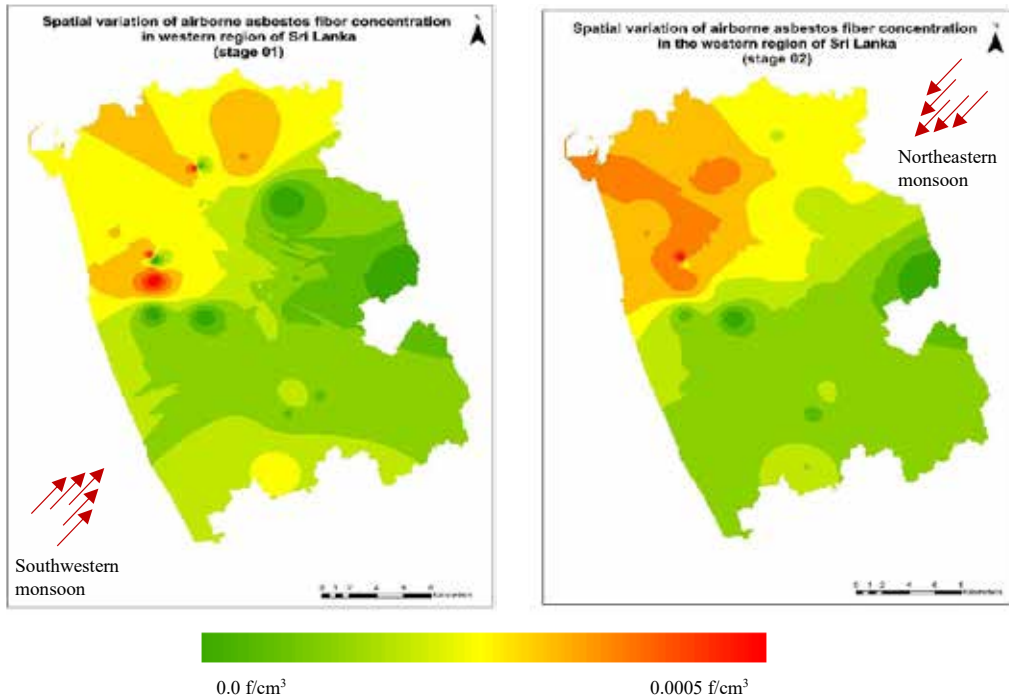 Spatial variation of airborne asbestos fiber concentration
in western region of Sri Lanka
(stage 01)
Southwestern
monsoon
Spatial variation of airborne asbestos fiber concentration
in the western region of Sri Lanka
(stage 02)
Northeastern
monsoon
0.0 f/cm³
0.0005 f/cm³